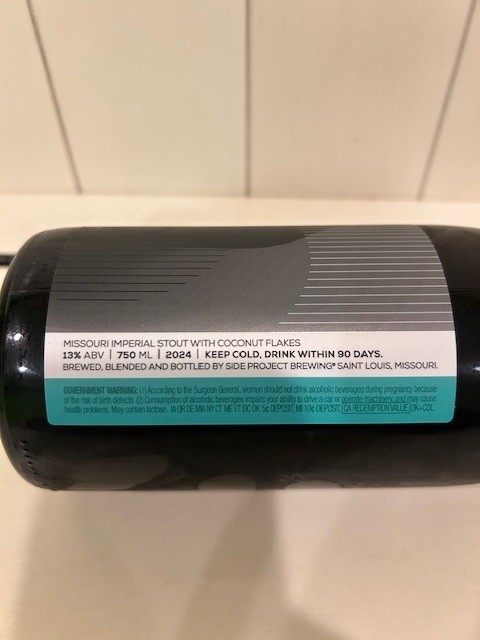 MISSOURI IMPERIAL STOUT WITH COCONUT FLAKES
13% ABV | 750 ML | 2024 | KEEP COLD, DRINK WITHIN 90 DAYS.
BREWED, BLENDED AND BOTTLED BY SIDE PROJECT BREWING® SAINT LOUIS, MISSOURI.
GOVERNMENT WARNING: (1) According to the Surgeon General, women should not drink alcoholic beverages during pregnancy because
of the risk of birth defects. (2) Consumption of alcoholic beverages impairs your ability to drive a car or operate machinery and may cause
health problems. May contain lactose. IA OR DE MA NY CT ME VT DC OK 5¢ DEPOSIT, MI 10¢ DEPOSIT, CA REDEMPTION VALUE OK+CDL